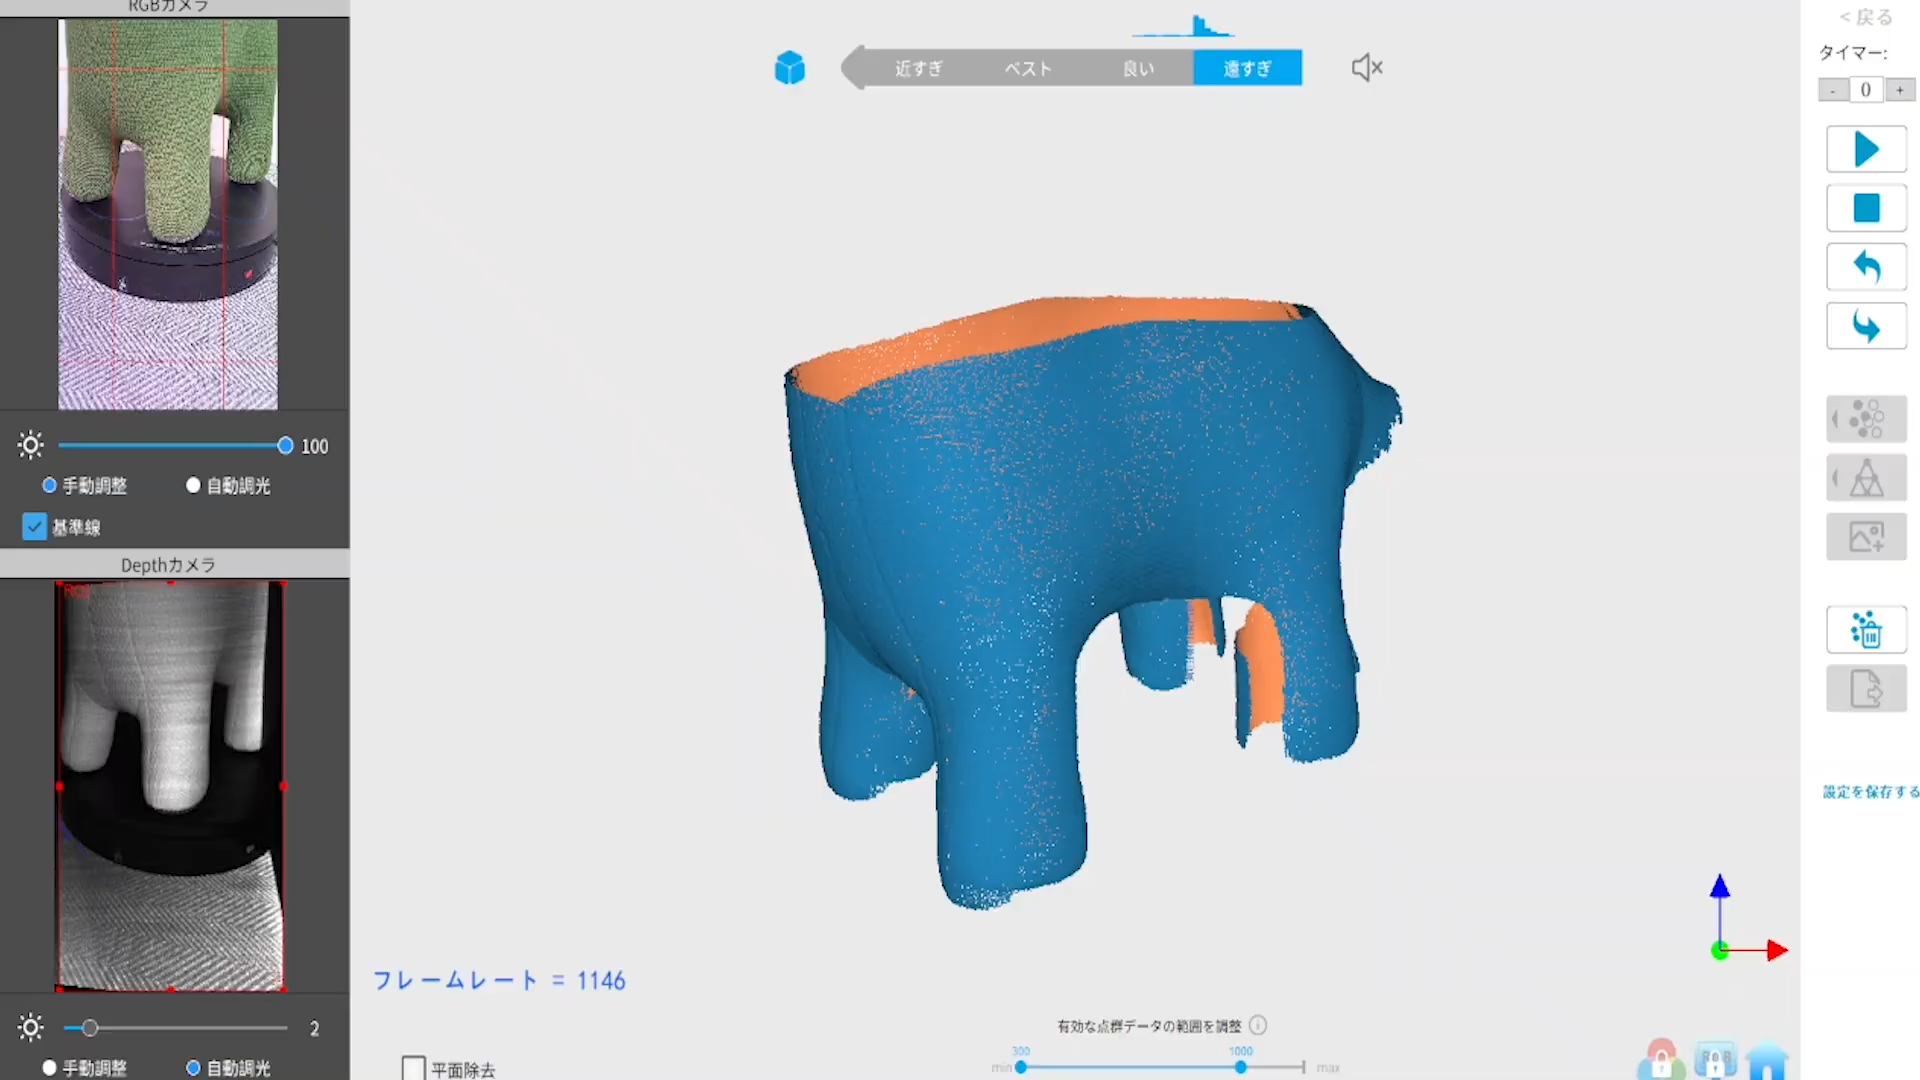 RGBカメラ
100
手動調整
自動調光
基準線
Depthカメラ
ROI
2
手動調整
自動調光
近すぎ
ベスト
良い
遠すぎ
フレームレート = 1146
平面除去
有効な点群データの範囲を調整
300
1000
min
max
< 戻る
タイマー:
- 0 +
設定を保存する